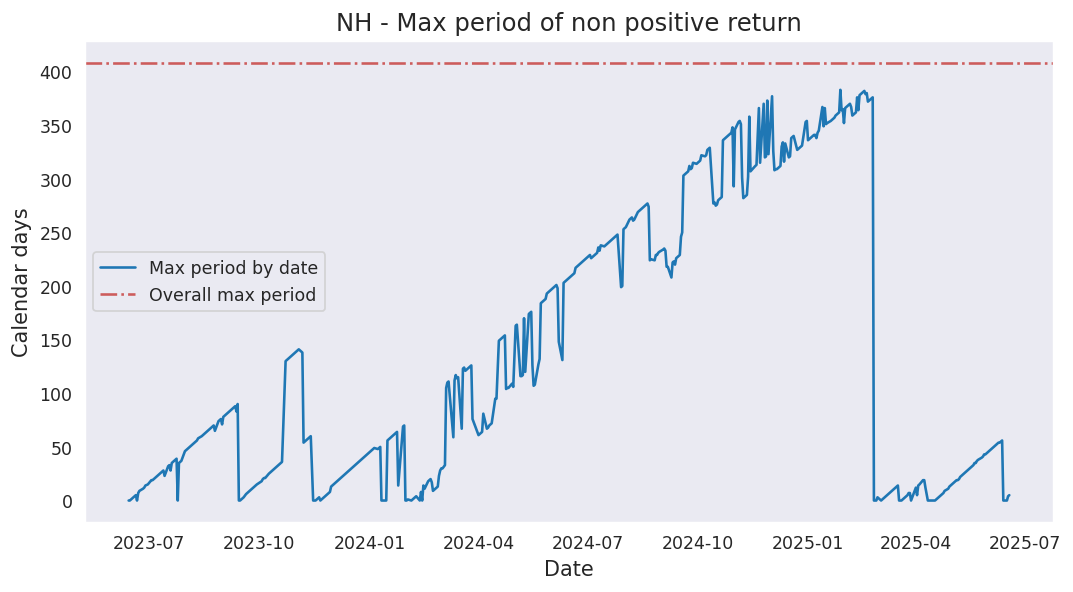 NH - Max period of non positive return
Calendar days
400
350
300
250
200
150
100
50
0
Max period by date
Overall max period
2023-07 2023-10 2024-01 2024-04 2024-07 2024-10 2025-01 2025-04 2025-07
Date